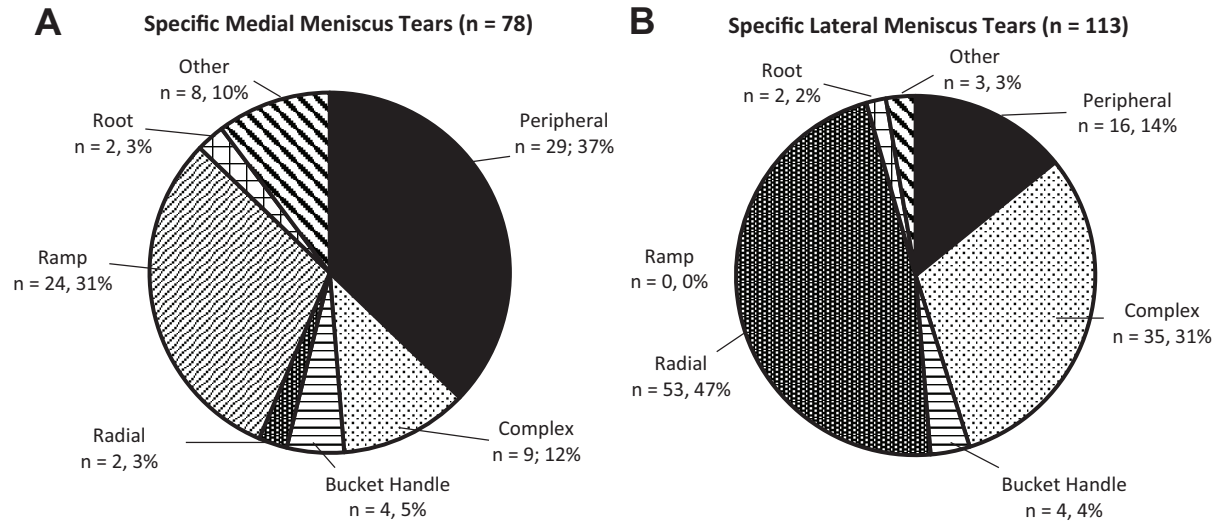 A
Specific Medial Meniscus Tears (n = 78)
Other
n = 8, 10%
Root
n = 2, 3%
Peripheral
n = 29; 37%
Ramp
n = 24, 31%
Radial
n = 2, 3%
Complex
n = 9; 12%
Bucket Handle
n = 4, 5%
B
Specific Lateral Meniscus Tears (n = 113)
Other
n = 3, 3%
Root
n = 2, 2%
Peripheral
n = 16, 14%
Ramp
n = 0, 0%
Complex
n = 35, 31%
Radial
n = 53, 47%
Bucket Handle
n = 4, 4%